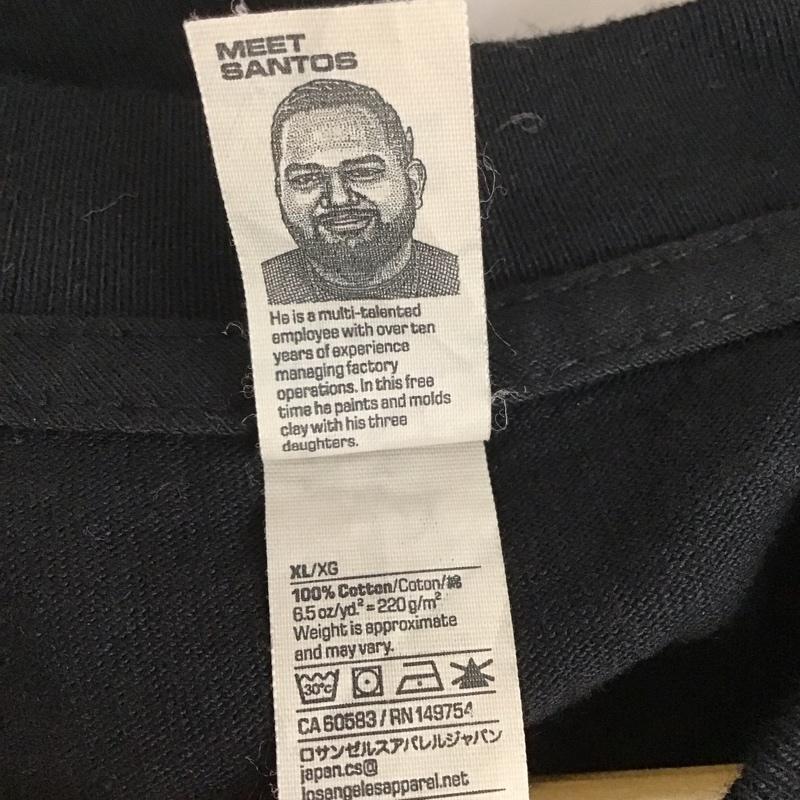 MEET
SANTOS
He is a multi-talented
employee with over ten
years of experience
managing factory
operations. In this free
time he paints and molds
clay with his three
daughters.
XL/XG
100% Cotton/Coton/綿
6.5 oz/yd.² = 220 g/m²
Weight is approximate
and may vary.
30°C
CA 60583 / RN 149754
ロサンゼルスアパレルジャパン
japan.cs@
losangelesapparel.net